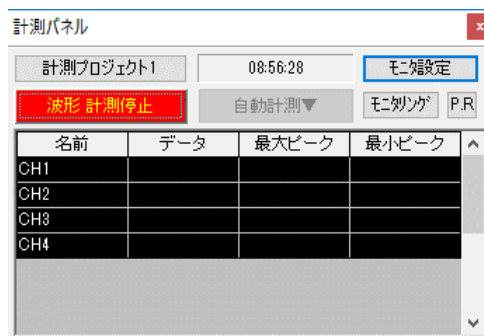 計測パネル x
計測プロジェクト1 08:56:28 モニタ設定
波形 計測停止 自動計測▼ モニタリング P.R
名前 データ 最大ピーク 最小ピーク
CH1
CH2
CH3
CH4